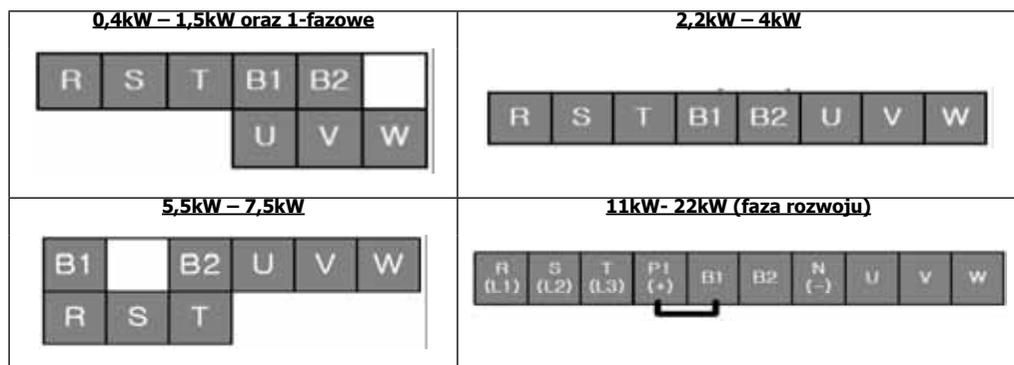 0,4kW – 1,5kW oraz 1-fazowe
R S T B1 B2
U V W
2,2kW – 4kW
R S T B1 B2 U V W
5,5kW – 7,5kW
B1 B2 U V W
R S T
11kW- 22kW (faza rozwoju)
R S T P1 B1 B2 N U V W
(L1) (L2) (L3) (+) (-)